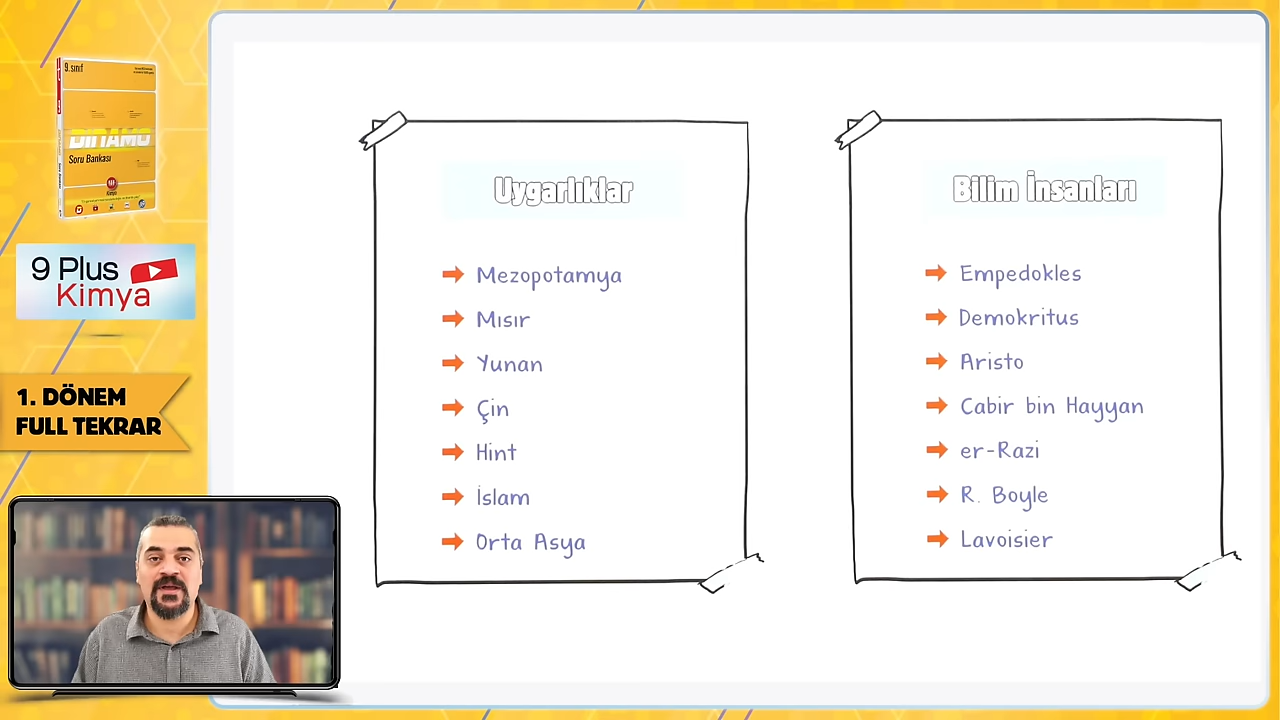 9.sınıf
DİNAMO
Soru Bankası
Kimya
9 Plus
Kimya
1. DÖNEM
FULL TEKRAR
Uygarlıklar
Mezopotamya
Mısır
Yunan
Çin
Hint
İslam
Orta Asya
Bilim İnsanları
Empedokles
Demokritus
Aristo
Cabir bin Hayyan
er-Razi
R. Boyle
Lavoisier